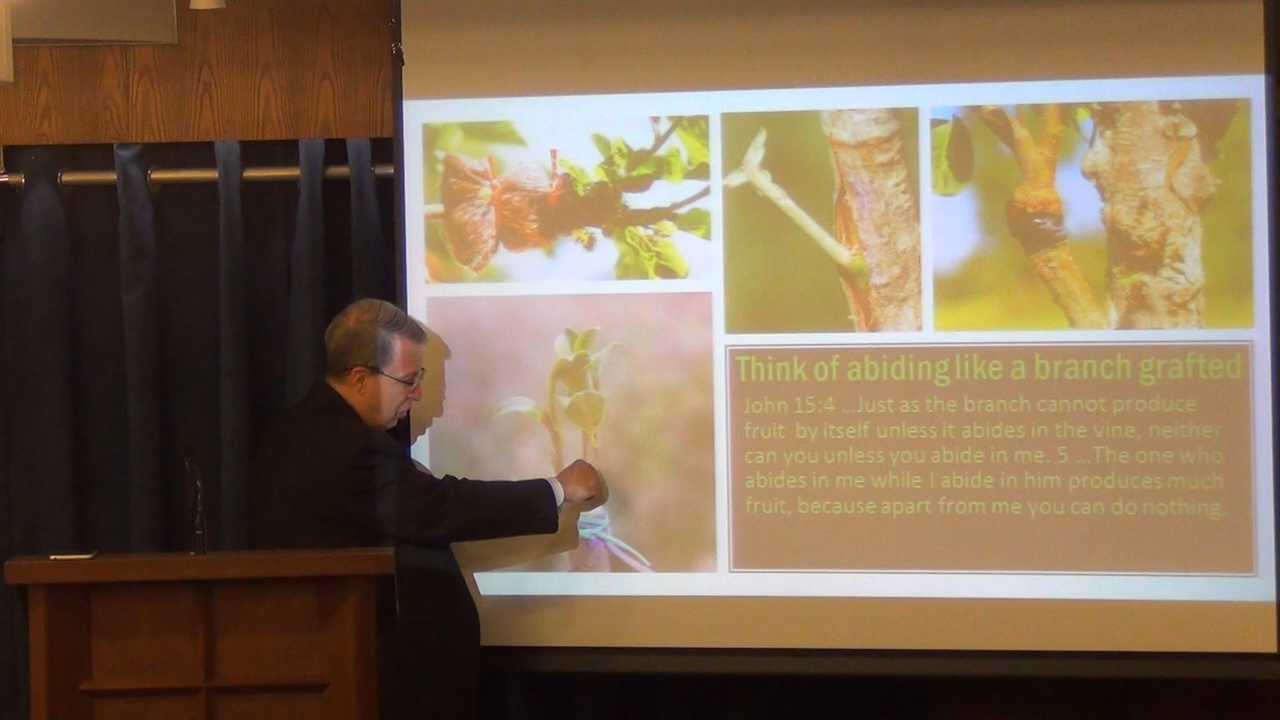 Think of abiding like a branch grafted
John 15:4 ...Just as the branch cannot produce
fruit by itself unless it abides in the vine, neither
can you unless you abide in me. 5 ...The one who
abides in me while I abide in him produces much
fruit, because apart from me you can do nothing.